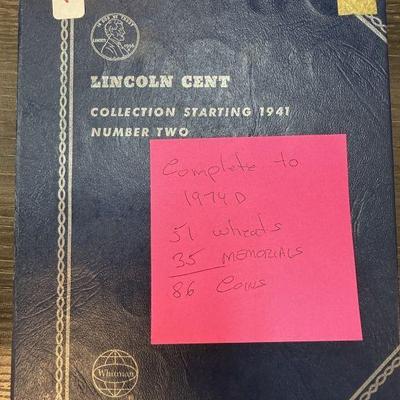 LINCOLN CENT
COLLECTION STARTING 1941
NUMBER TWO
Complete to
1974 D
51 wheats
35 MEMORIALS
86 Coins
Whitman